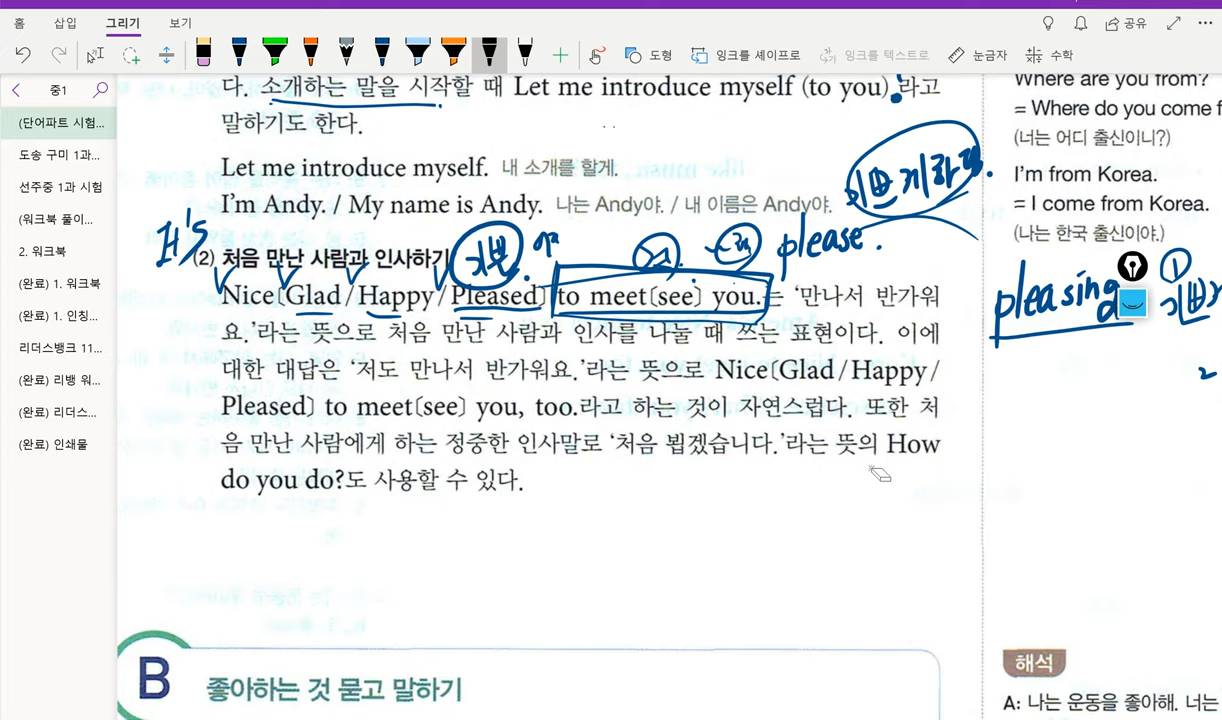 홈 삽입 그리기 보기
공유
도형 잉크를 셰이프로 잉크를 텍스트로 눈금자 수학
중1
(단어파트 시험...
도송 구미 1과...
선주중 1과 시험
(워크북 풀이...
2. 워크북
(완료) 1. 워크북
(완료) 1. 인칭...
리더스뱅크 11...
(완료) 리뱅 워...
(완료) 리더스...
(완료) 인쇄물
다. 소개하는 말을 시작할 때 Let me introduce myself (to you).라고
말하기도 한다.
Let me introduce myself. 내 소개를 할게.
I'm Andy. / My name is Andy. 나는 Andy야. / 내 이름은 Andy야.
기쁘게하다.
It's
(2) 처음 만난 사람과 인사하기
기쁜
please.
Nice[Glad/Happy/Pleased] to meet(see) you.는 '만나서 반가워
요.'라는 뜻으로 처음 만난 사람과 인사를 나눌 때 쓰는 표현이다. 이에
대한 대답은 '저도 만나서 반가워요.'라는 뜻으로 Nice[Glad/Happy/
Pleased] to meet(see) you, too.라고 하는 것이 자연스럽다. 또한 처
음 만난 사람에게 하는 정중한 인사말로 '처음 뵙겠습니다.'라는 뜻의 How
do you do?도 사용할 수 있다.
B 좋아하는 것 묻고 말하기
Where are you from?
= Where do you come f
(너는 어디 출신이니?)
I'm from Korea.
= I come from Korea.
(나는 한국 출신이야.)
pleasing ①
d
2
해석
A: 나는 운동을 좋아해. 너는